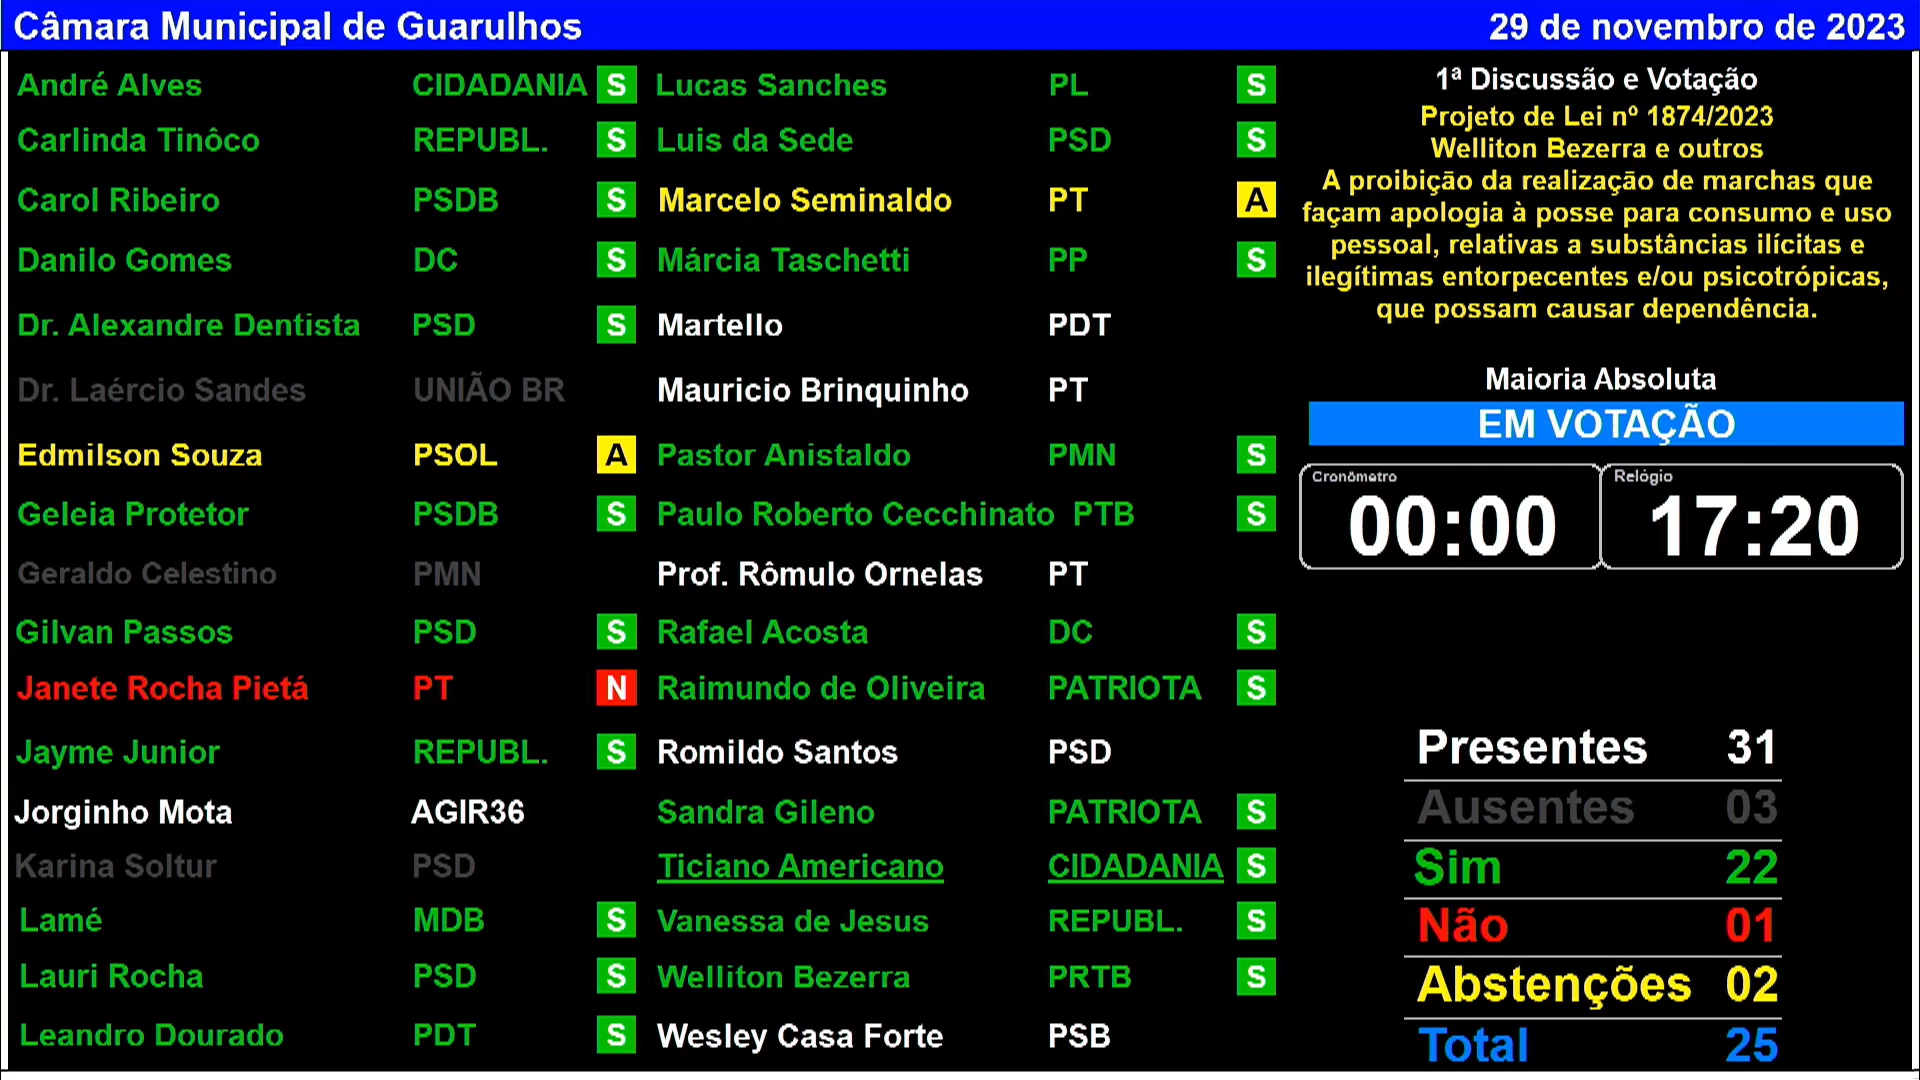 Câmara Municipal de Guarulhos 29 de novembro de 2023
André Alves CIDADANIA S Lucas Sanches PL S
Carlinda Tinôco REPUBL. S Luis da Sede PSD S
Carol Ribeiro PSDB S Marcelo Seminaldo PT A
Danilo Gomes DC S Márcia Taschetti PP S
Dr. Alexandre Dentista PSD S Martello PDT
Dr. Laércio Sandes UNIÃO BR Mauricio Brinquinho PT
Edmilson Souza PSOL A Pastor Anistaldo PMN S
Geleia Protetor PSDB S Paulo Roberto Cecchinato PTB S
Geraldo Celestino PMN Prof. Rômulo Ornelas PT
Gilvan Passos PSD S Rafael Acosta DC S
Janete Rocha Pietá PT N Raimundo de Oliveira PATRIOTA S
Jayme Junior REPUBL. S Romildo Santos PSD
Jorginho Mota AGIR36 Sandra Gileno PATRIOTA S
Karina Soltur PSD Ticiano Americano CIDADANIA S
Lamé MDB S Vanessa de Jesus REPUBL. S
Lauri Rocha PSD S Welliton Bezerra PRTB S
Leandro Dourado PDT S Wesley Casa Forte PSB
1ª Discussão e Votação
Projeto de Lei nº 1874/2023
Welliton Bezerra e outros
A proibição da realização de marchas que
façam apologia à posse para consumo e uso
pessoal, relativas a substâncias ilícitas e
ilegítimas entorpecentes e/ou psicotrópicas,
que possam causar dependência.
Maioria Absoluta
EM VOTAÇÃO
Cronômetro Relógio
00:00 17:20
Presentes 31
Ausentes 03
Sim 22
Não 01
Abstenções 02
Total 25